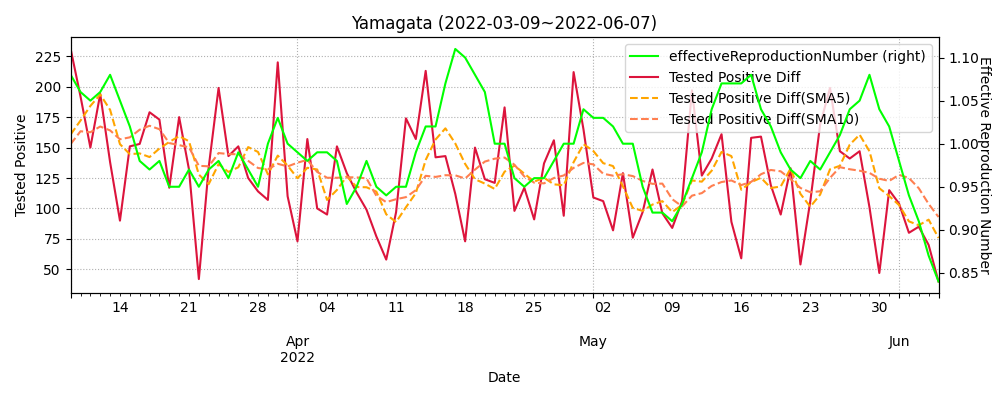 Yamagata (2022-03-09~2022-06-07)
effectiveReproductionNumber (right)
Tested Positive Diff
Tested Positive Diff(SMA5)
Tested Positive Diff(SMA10)
Tested Positive
225
200
175
150
125
100
75
50
1.10
1.05
1.00
0.95
0.90
0.85
Effective Reproduction Number
14 21 28 04 11 18 25 02 09 16 23 30
Apr May Jun
2022
Date